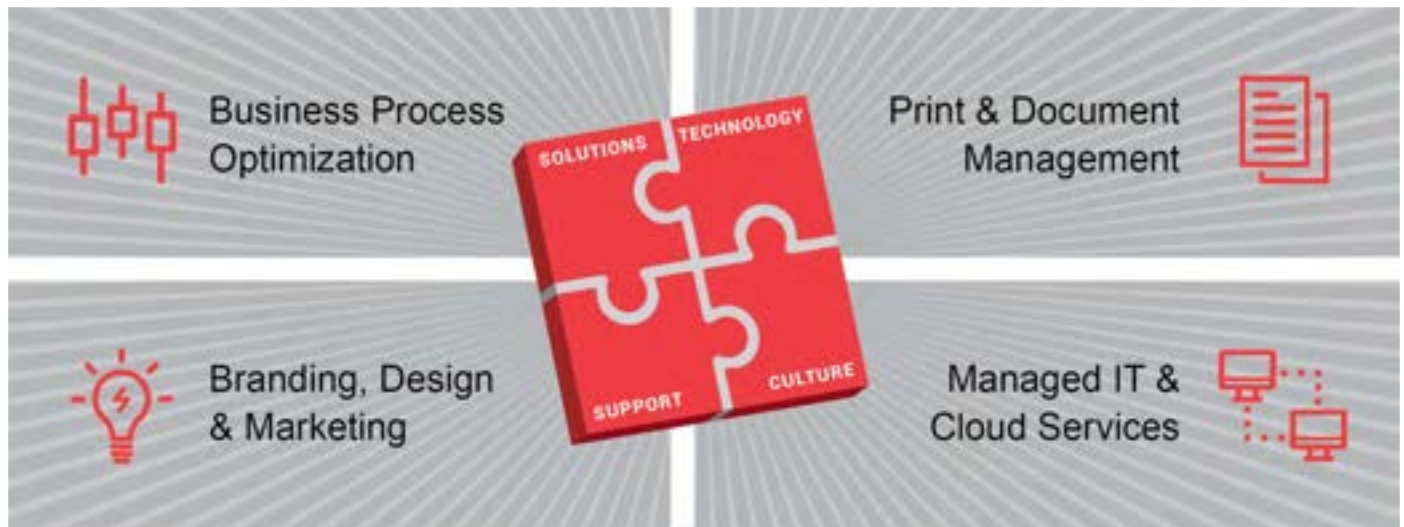 Business Process
Optimization
Print & Document
Management
SOLUTIONS
TECHNOLOGY
SUPPORT
CULTURE
Branding, Design
& Marketing
Managed IT &
Cloud Services